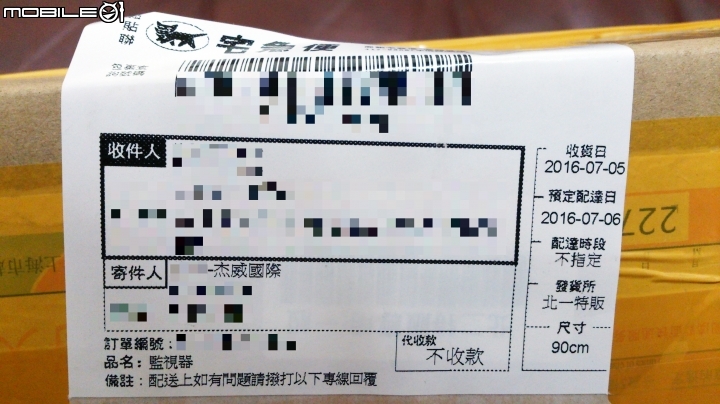 MOBILE01
宅急便
收件人
收貨日
2016-07-05
預定配達日
2016-07-06
配達時段
不指定
發貨所
北一特販
尺寸
90cm
寄件人
-杰威國際
訂單編號:
代收款
不收款
品名: 監視器
備註: 配送上如有問題請撥打以下專線回覆
227
上海市